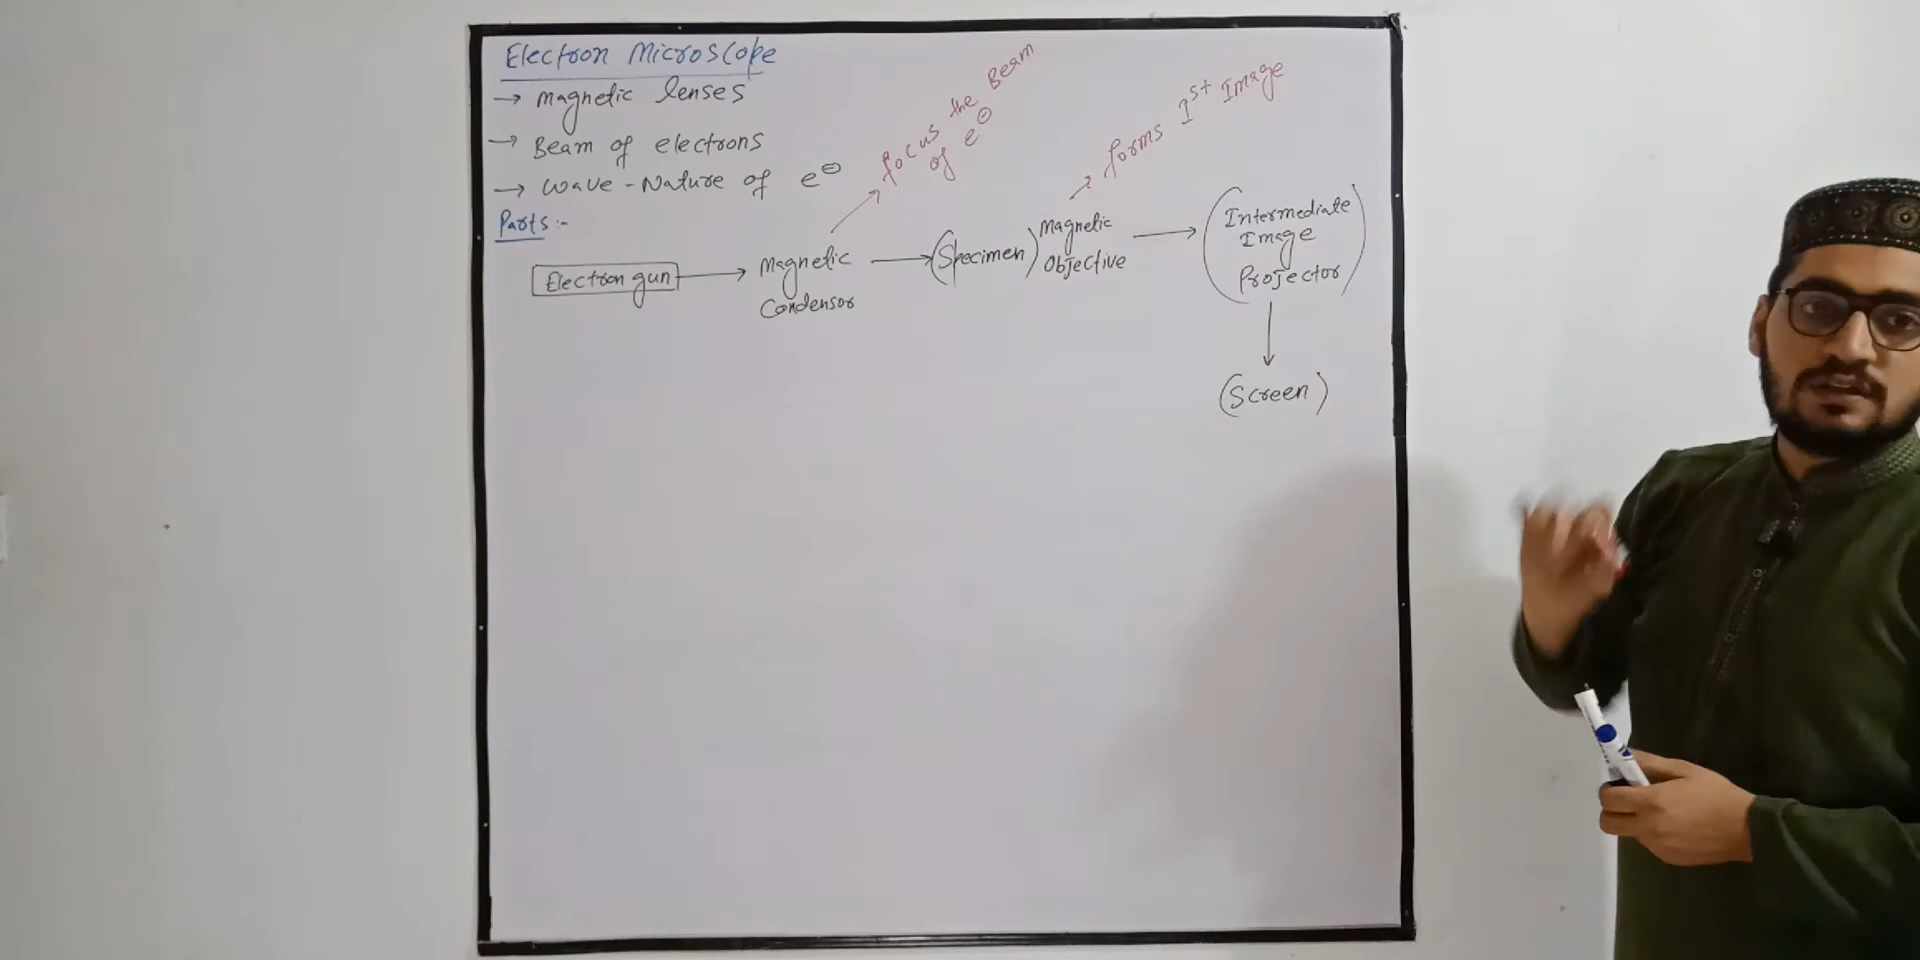 Electron Microscope
→ Magnetic lenses
→ Beam of electrons
→ Wave-Nature of e⊖
Parts:-
Electron gun → Magnetic Condensor → (Specimen) Magnetic Objective → (Intermediate Image Projector)
focus the Beam
of e⊖
forms Ist Image
(Screen)